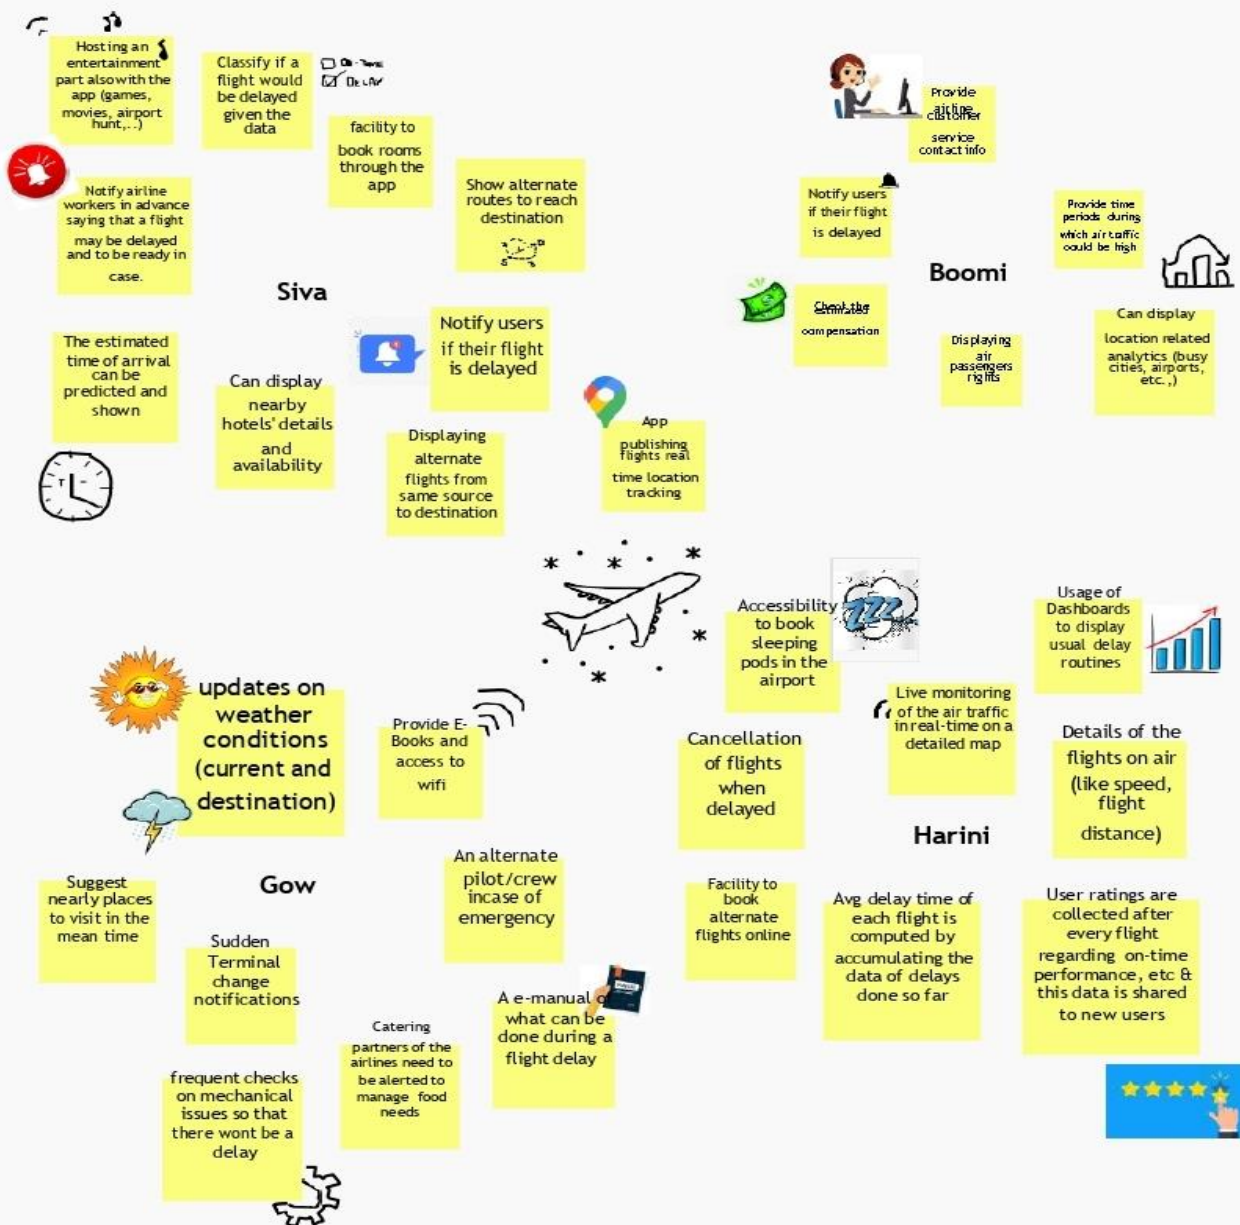 Hosting an
entertainment
part also with the
app (games,
movies, airport
hunt,..)
Classify if a
flight would
be delayed
given the
data
DELAY
facility to
book rooms
through the
app
Notify airline
workers in advance
saying that a flight
may be delayed
and to be ready in
case.
Show alternate
routes to reach
destination
Siva
The estimated
time of arrival
can be
predicted and
shown
Can display
nearby
hotels' details
and
availability
Notify users
if their flight
is delayed
Displaying
alternate
flights from
same source
to destination
App
publishing
flights real
time location
tracking
Provide
airline
customer
service
contact info
Notify users
if their flight
is delayed
Provide time
periods during
which air traffic
could be high
Boomi
Check the
estimated
compensation
Displaying
air
passengers
rights
Can display
location related
analytics (busy
cities, airports,
etc.,)
updates on
weather
conditions
(current and
destination)
Provide E-
Books and
access to
wifi
Gow
Suggest
nearly places
to visit in the
mean time
Sudden
Terminal
change
notifications
An alternate
pilot/crew
incase of
emergency
A e-manual of
what can be
done during a
flight delay
Catering
partners of the
airlines need to
be alerted to
manage food
needs
frequent checks
on mechanical
issues so that
there wont be a
delay
Accessibility
to book
sleeping
pods in the
airport
ZZZ
Usage of
Dashboards
to display
usual delay
routines
Live monitoring
of the air traffic
in real-time on a
detailed map
Cancellation
of flights
when
delayed
Details of the
flights on air
(like speed,
flight
distance)
Harini
Facility to
book
alternate
flights online
Avg delay time of
each flight is
computed by
accumulating the
data of delays
done so far
User ratings are
collected after
every flight
regarding on-time
performance, etc &
this data is shared
to new users